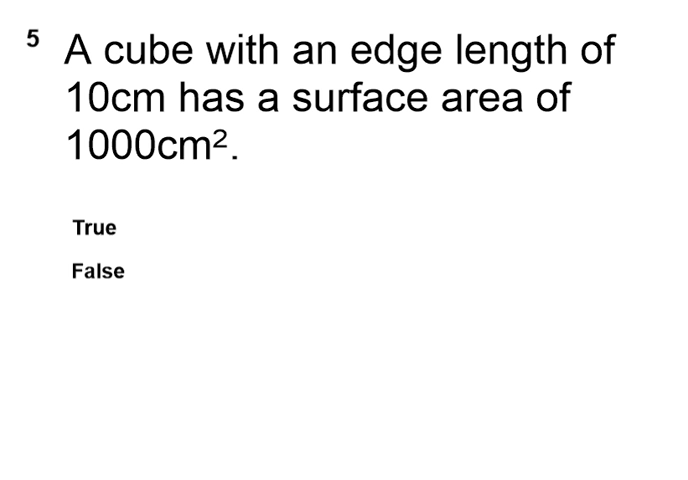 5 A cube with an edge length of
10cm has a surface area of
1000cm².
True
False